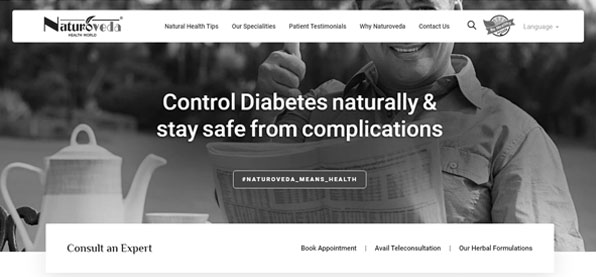 Naturoveda®
HEALTH WORLD
Natural Health Tips
Our Specialities
Patient Testimonials
Why Naturoveda
Contact Us
Language
Control Diabetes naturally &
stay safe from complications
#NATUROVEDA_MEANS_HEALTH
Consult an Expert
Book Appointment | Avail Teleconsultation | Our Herbal Formulations